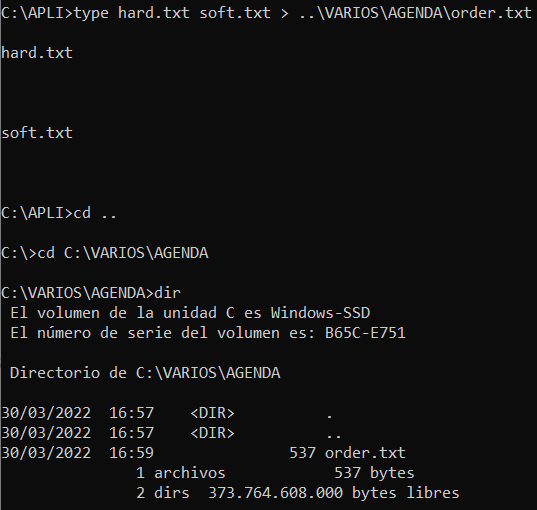 C:\APLI>type hard.txt soft.txt > ..\VARIOS\AGENDA\order.txt
hard.txt
soft.txt
C:\APLI>cd ..
C:\>cd C:\VARIOS\AGENDA
C:\VARIOS\AGENDA>dir
 El volumen de la unidad C es Windows-SSD
 El número de serie del volumen es: B65C-E751
 Directorio de C:\VARIOS\AGENDA
30/03/2022  16:57    <DIR>          .
30/03/2022  16:57    <DIR>          ..
30/03/2022  16:59               537 order.txt
               1 archivos            537 bytes
               2 dirs  373.764.608.000 bytes libres